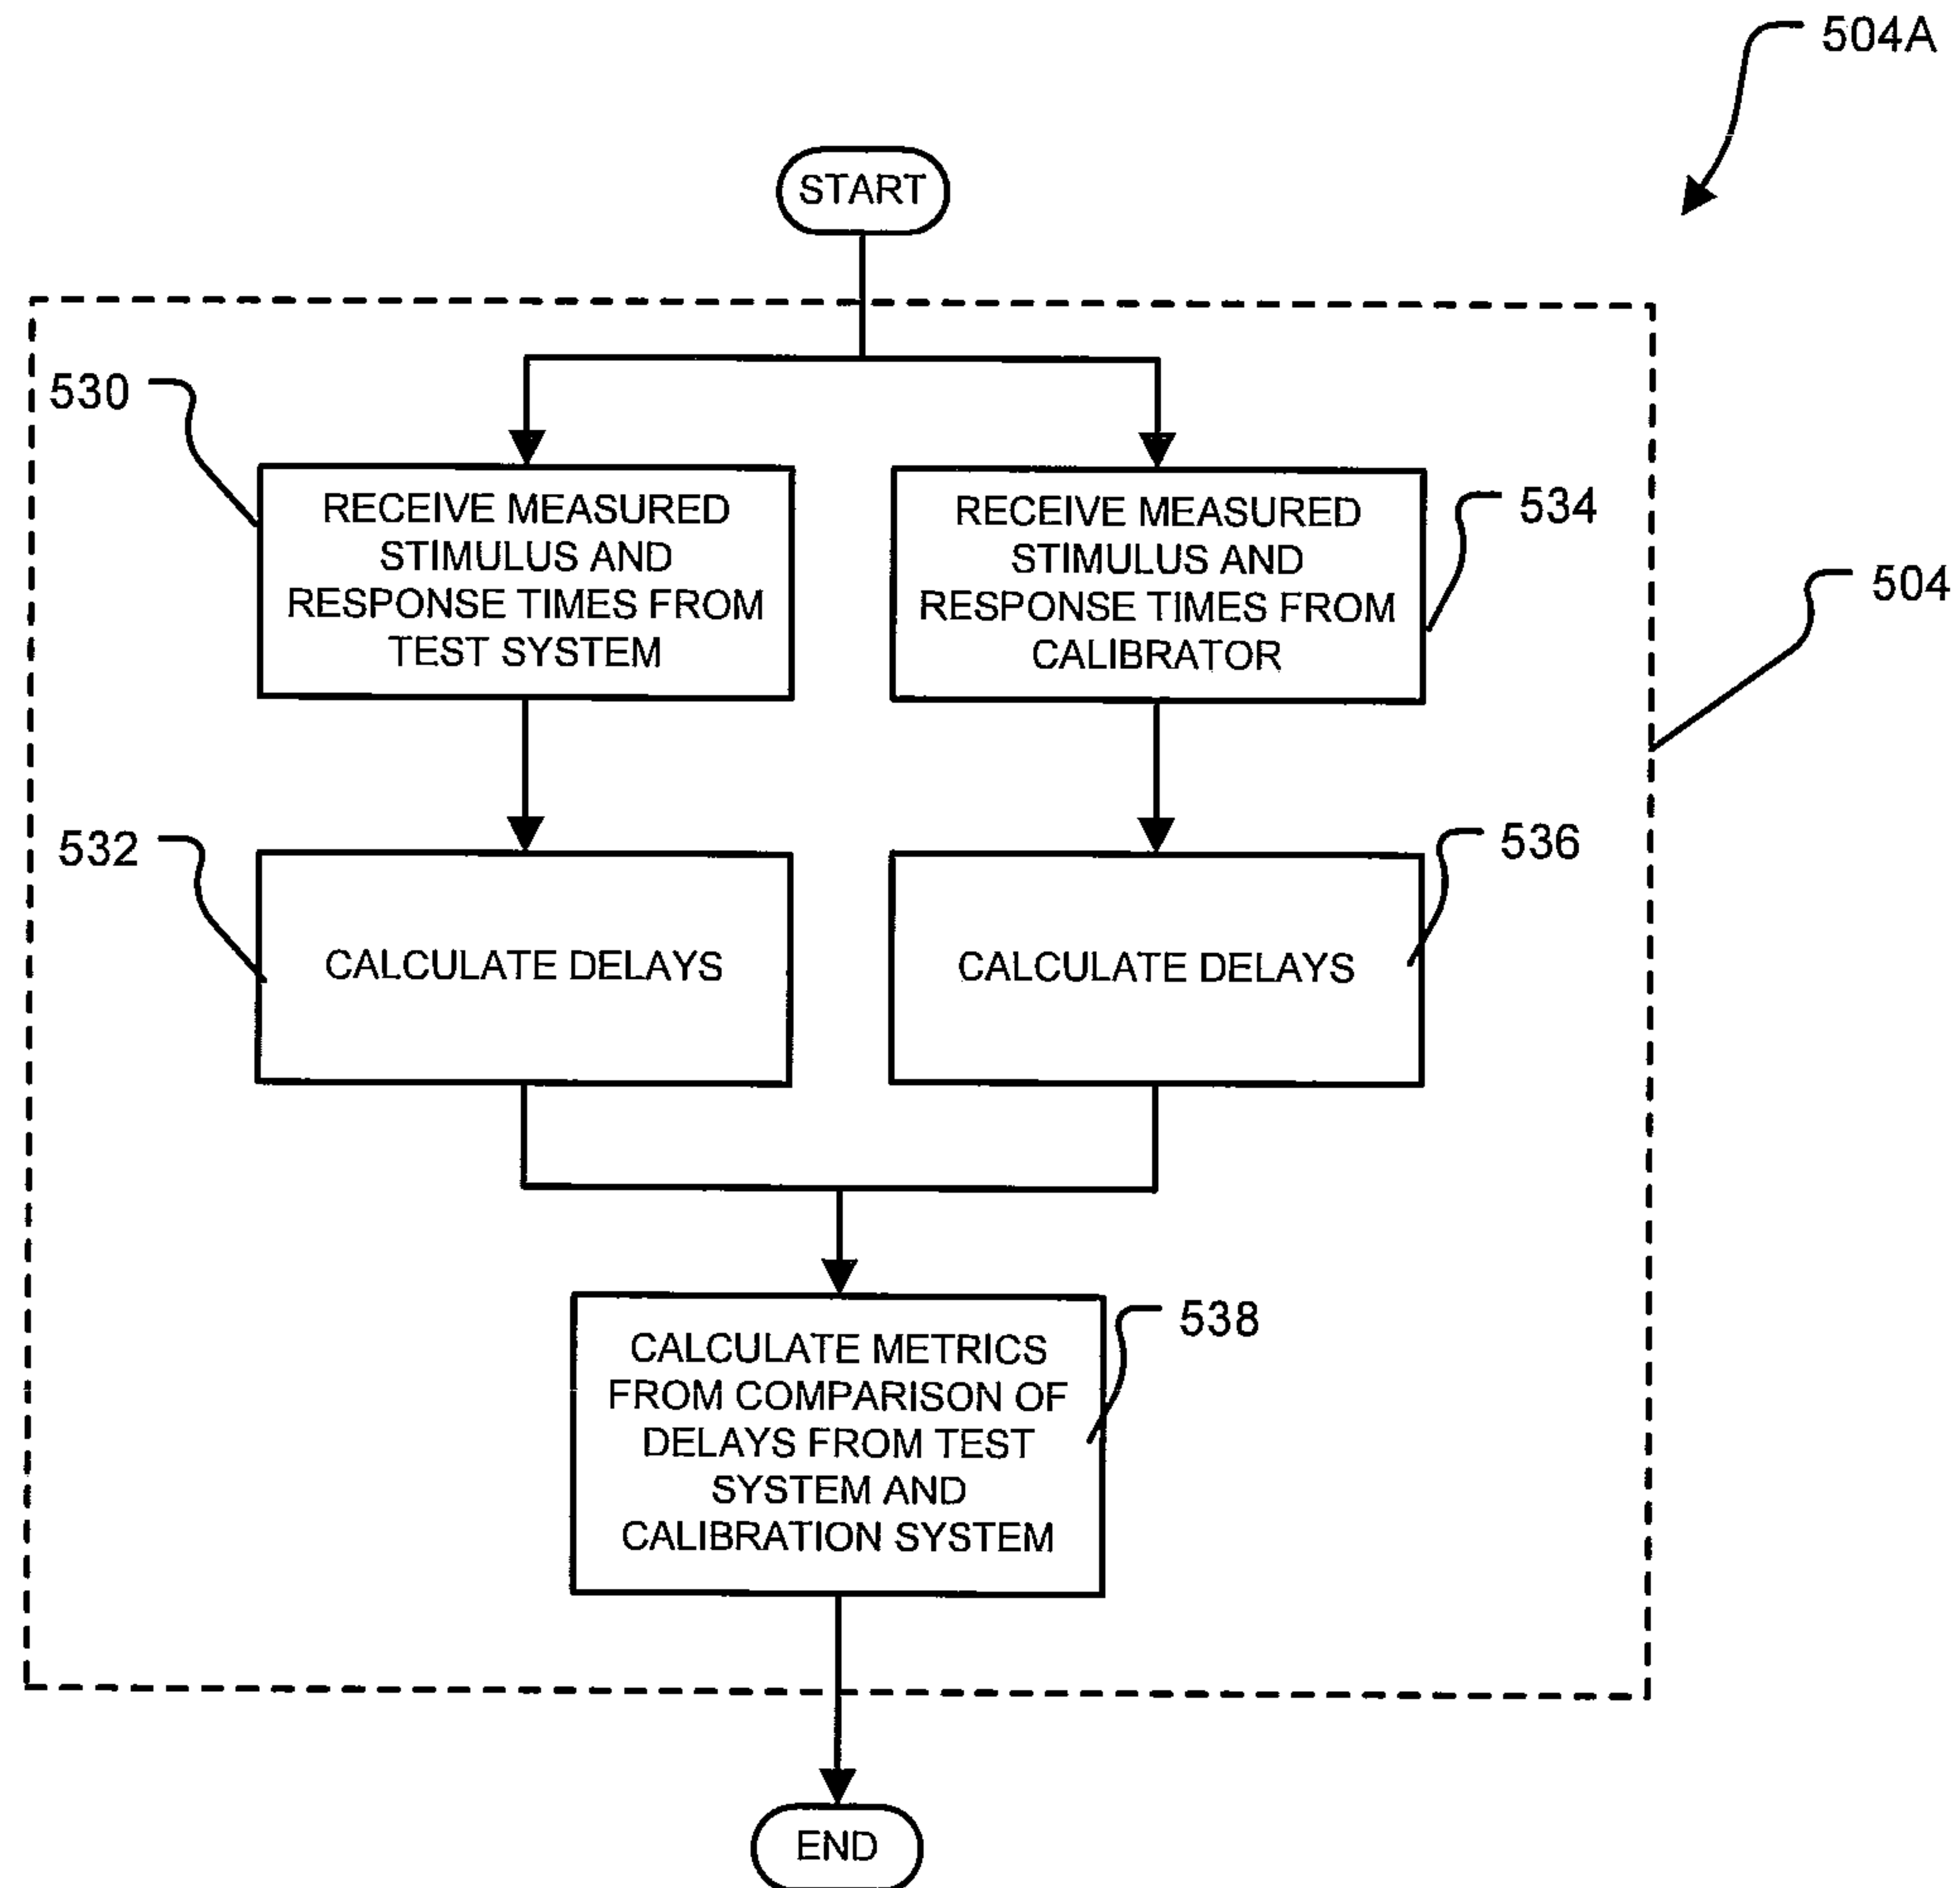 504A
START
530
RECEIVE MEASURED
STIMULUS AND
RESPONSE TIMES FROM
TEST SYSTEM
RECEIVE MEASURED
STIMULUS AND
RESPONSE TIMES FROM
CALIBRATOR
534
504
532
CALCULATE DELAYS
CALCULATE DELAYS
536
CALCULATE METRICS
FROM COMPARISON OF
DELAYS FROM TEST
SYSTEM AND
CALIBRATION SYSTEM
538
END